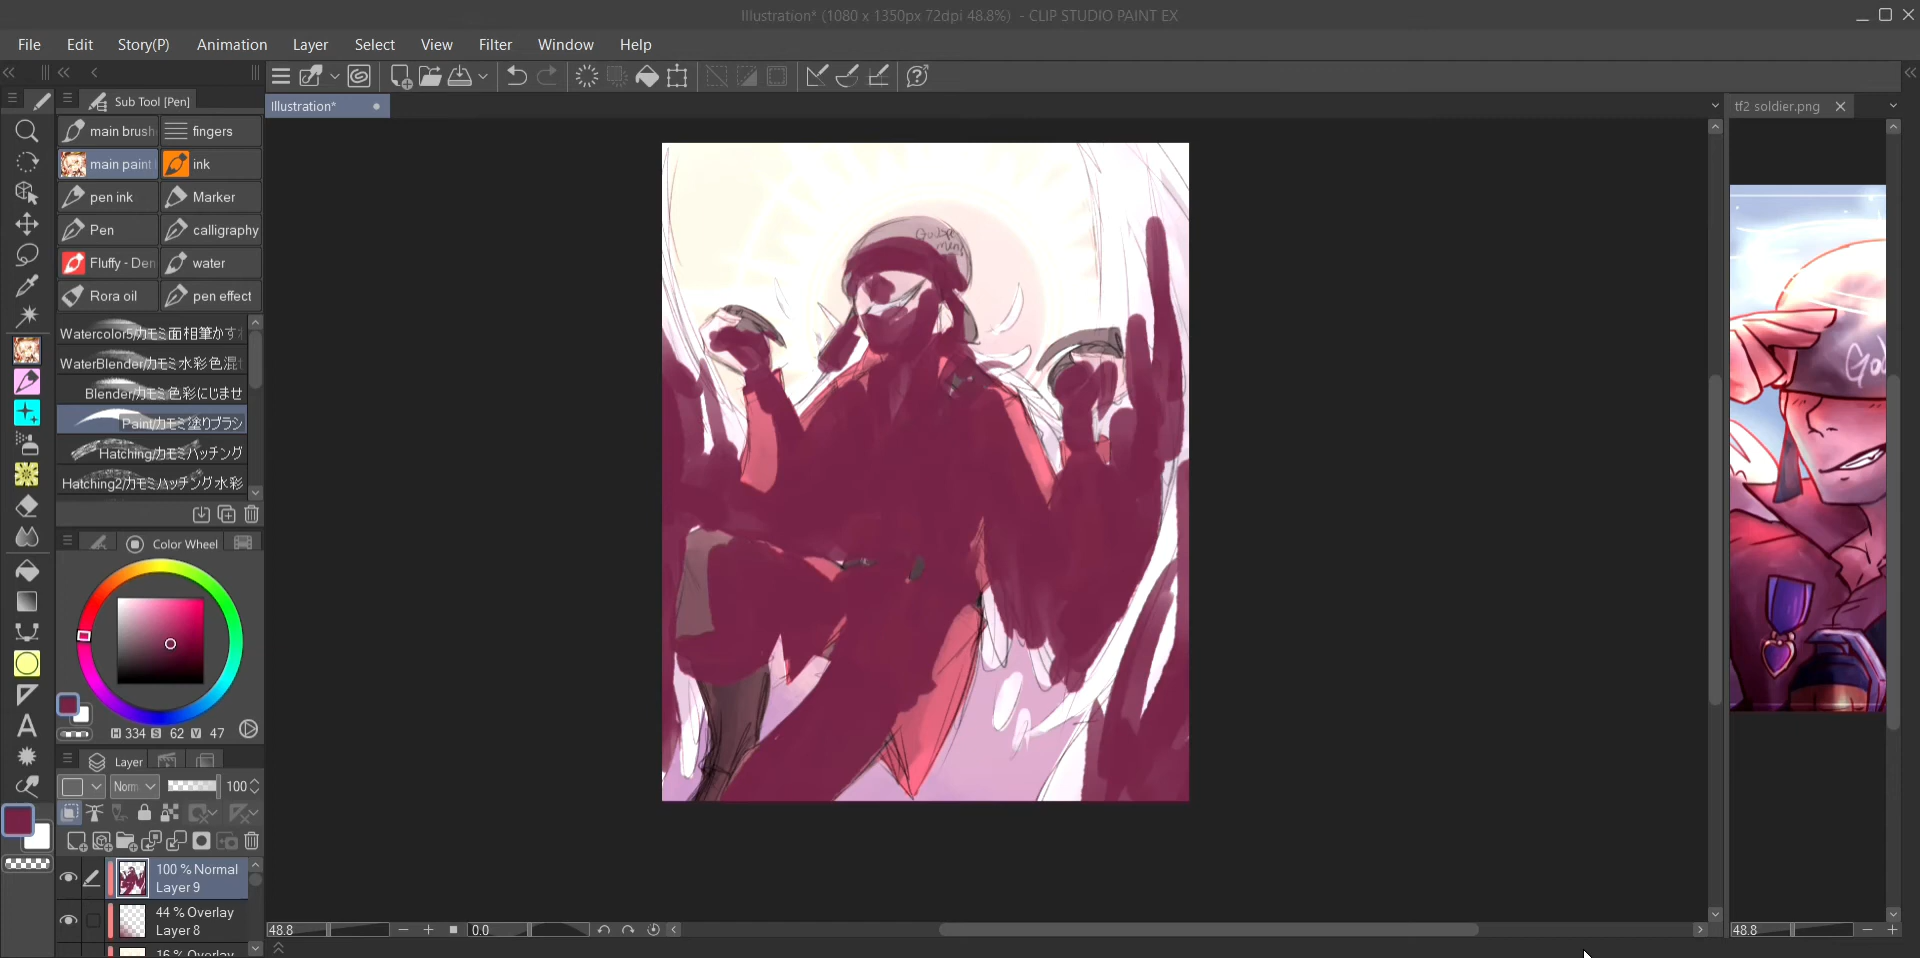 Illustration* (1080 x 1350px 72dpi 48.8%) - CLIP STUDIO PAINT EX
File Edit Story(P) Animation Layer Select View Filter Window Help
Sub Tool [Pen]
Illustration*
tf2 soldier.png
main brush
fingers
main paint
ink
pen ink
Marker
Pen
calligraphy
Fluffy - Den
water
Rora oil
pen effect
Watercolor5/カモミ面相筆かすれ
WaterBlender/カモミ水彩色混
Blender/カモミ色彩にじませ
Paint/カモミ塗りブラシ
Hatching/カモミハッチング
Hatching2/カモミハッチング水彩
Color Wheel
H 334 S 62 V 47
Layer
Norm 100
100 % Normal
Layer 9
44 % Overlay
Layer 8
16 % Overlay
48.8 0.0
48.8